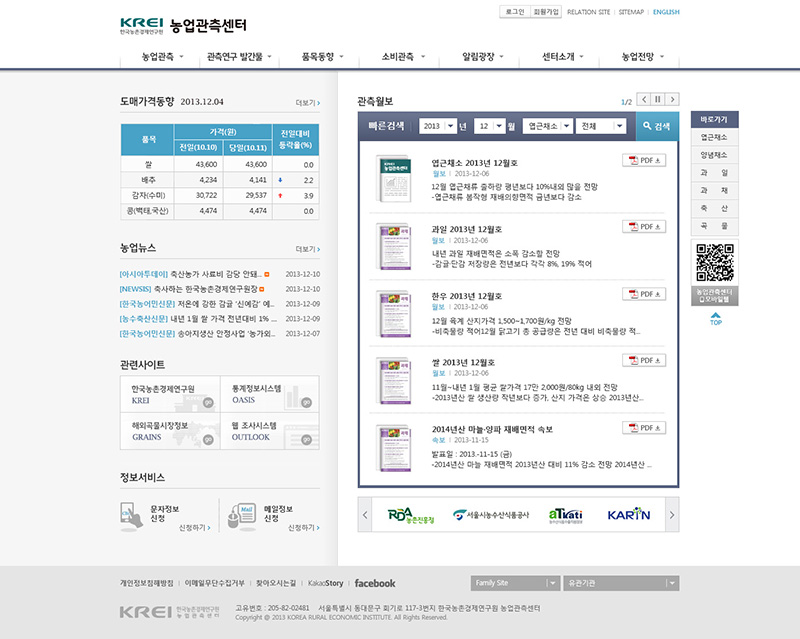 로그인 회원가입 RELATION SITE SITEMAP ENGLISH
KREI 농업관측센터
한국농촌경제연구원
농업관측 관측연구 발간물 품목동향 소비관측 알림광장 센터소개 농업전망
도매가격동향 2013.12.04 더보기
품목 가격(원) 전일대비 등락율(%)
전일(10.10) 당일(10.11)
쌀 43,600 43,600 0.0
배추 4,234 4,141 2.2
감자(수미) 30,722 29,537 3.9
콩(백태,국산) 4,474 4,474 0.0
농업뉴스 더보기
[아시아투데이] 축산농가 사료비 감당 안돼.. 2013-12-10
[NEWSIS] 축사하는 한국농촌경제연구원장 2013-12-10
[한국농어민신문] 저온에 강한 감귤 '신예감' 예.. 2013-12-09
[농수축산신문] 내년 1월 쌀 가격 전년대비 1% ... 2013-12-09
[한국농어민신문] 송아지생산 안정사업 '농가외.. 2013-12-07
관련사이트
한국농촌경제연구원
KREI
go
통계정보시스템
OASIS
go
해외곡물시장정보
GRAINS
go
웹 조사시스템
OUTLOOK
go
정보서비스
문자정보
신청
신청하기
Mail
메일정보
신청
신청하기
관측월보 1/2
빠른검색 2013 년 12 월 엽근채소 전체 검색
엽근채소 2013년 12월호 PDF
월보 2013-12-06
12월 엽근채류 출하량 평년보다 10%내외 많을 전망
-엽근채류 봄작형 재배의향면적 금년보다 감소
과일 2013년 12월호 PDF
월보 2013-12-06
내년 과일 재배면적은 소폭 감소할 전망
-감귤·단감 저장량은 전년보다 각각 8%, 19% 적어
한우 2013년 12월호 PDF
월보 2013-12-06
12월 육계 산지가격 1,500~1,700원/kg 전망
-비축물량 적어12월 닭고기 총 공급량은 전년 대비 비축물량 적..
쌀 2013년 12월호 PDF
월보 2013-12-06
11월~내년 1월 평균 쌀가격 17만 2,000원/80kg 내외 전망
-2013년산 쌀 생산량 작년보다 증가, 산지 가격은 상승 2013년산...
2014년산 마늘·양파 재배면적 속보 PDF
속보 2013-11-15
발표일 : 2013.-11-15 (금)
-2014년산 마늘 재배면적 2013년산 대비 11% 감소 전망 2014년산 ...
RDA 농촌진흥청 서울시농수산식품공사 aTkati KARIN
바로가기
엽근채소
양념채소
과 일
과 채
축 산
곡 물
농업관측센터
모바일웹
TOP
개인정보침해방침 이메일무단수집거부 찾아오시는길 KakaoStory facebook
Family Site 유관기관
KREI 한국농촌경제연구원
농업관측센터
고유번호 : 205-82-02481 서울특별시 동대문구 회기로 117-3번지 한국농촌경제연구원 농업관측센터
Copyright @ 2013 KOREA RURAL ECONOMIC INSTITUTE. All Rights Reserved.